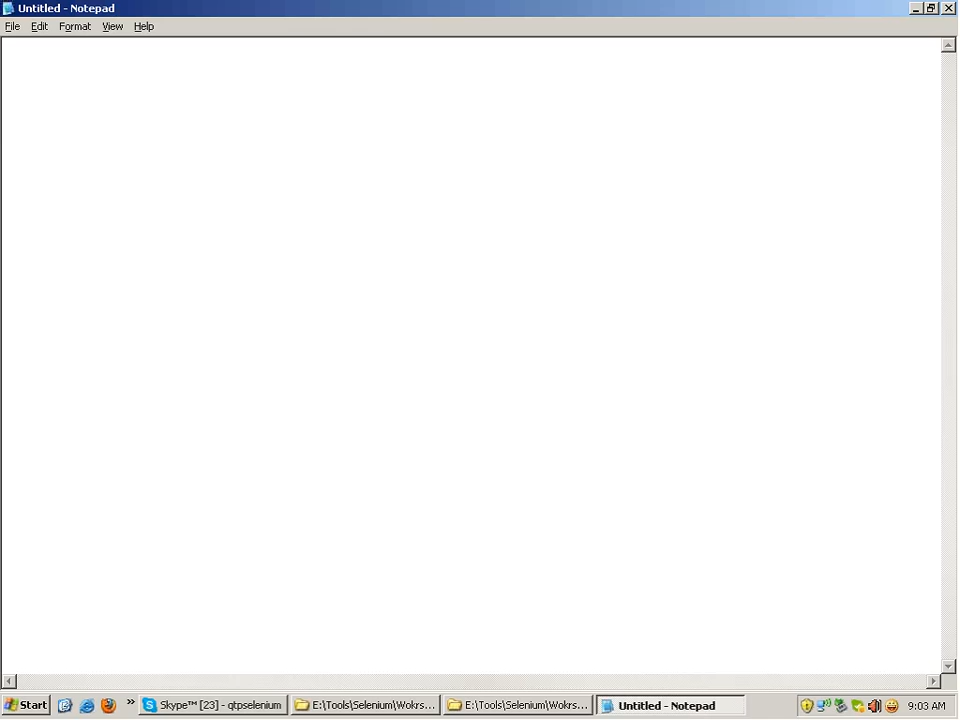 Untitled - Notepad
File Edit Format View Help
Start » Skype™ [23] - qtpselenium E:\Tools\Selenium\Wokrs... E:\Tools\Selenium\Wokrs... Untitled - Notepad 9:03 AM